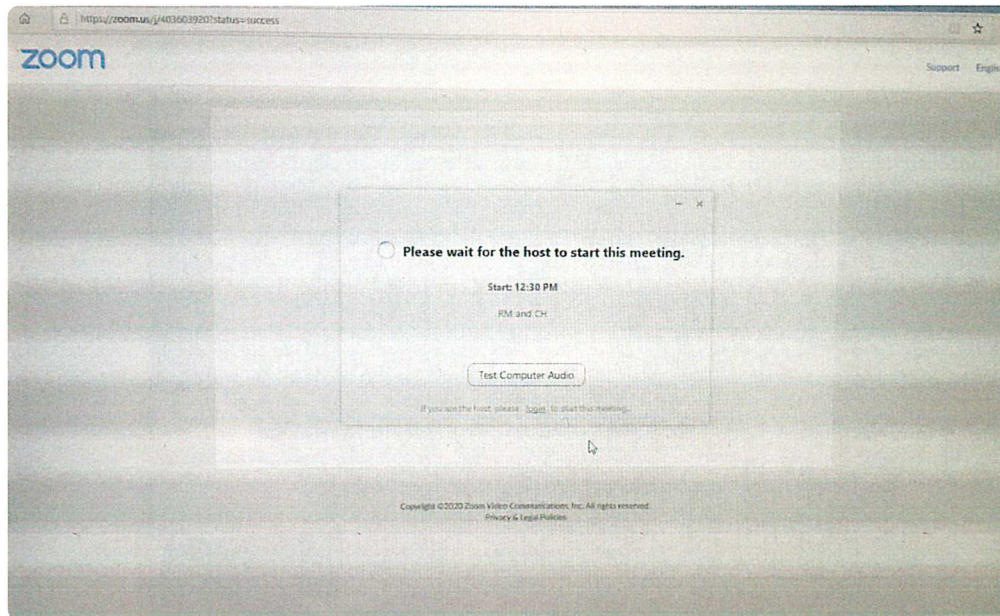 https://zoom.us/j/403603920?status=success
zoom
Support Englis
Please wait for the host to start this meeting.
Start: 12:30 PM
RM and CH
Test Computer Audio
If you are the host, please login to start this meeting.
Copyright ©2020 Zoom Video Communications, Inc. All rights reserved.
Privacy & Legal Policies